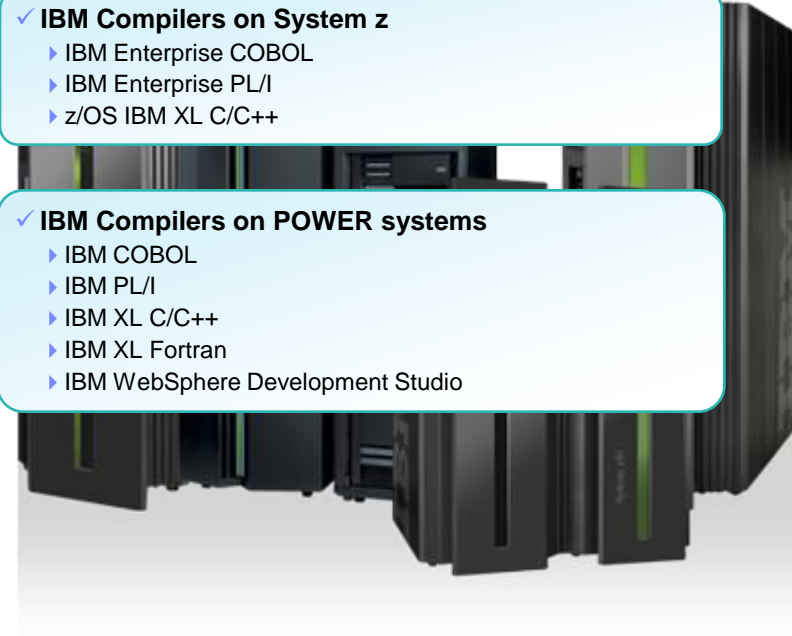 ✓ IBM Compilers on System z
IBM Enterprise COBOL
IBM Enterprise PL/I
z/OS IBM XL C/C++
✓ IBM Compilers on POWER systems
IBM COBOL
IBM PL/I
IBM XL C/C++
IBM XL Fortran
IBM WebSphere Development Studio